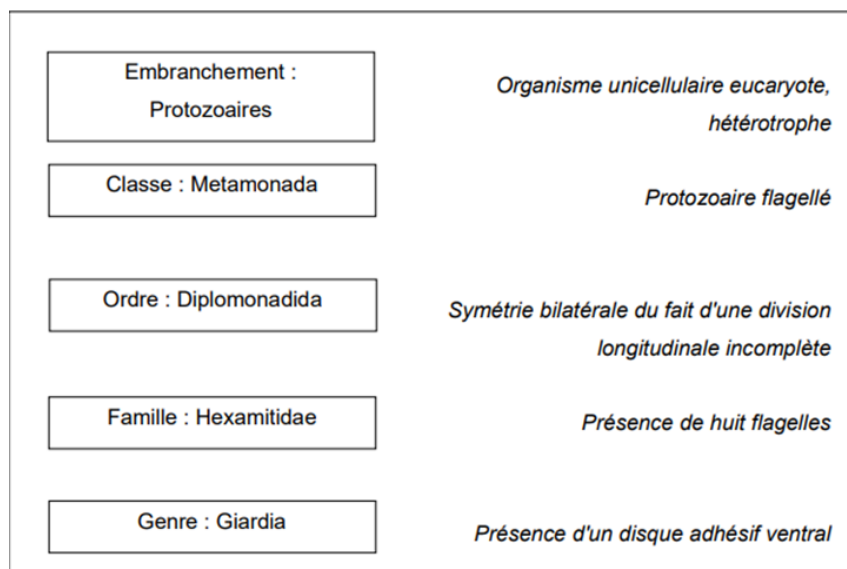 Embranchement :
Protozoaires
Organisme unicellulaire eucaryote,
hétérotrophe
Classe : Metamonada
Protozoaire flagellé
Ordre : Diplomonadida
Symétrie bilatérale du fait d'une division
longitudinale incomplète
Famille : Hexamitidae
Présence de huit flagelles
Genre : Giardia
Présence d'un disque adhésif ventral